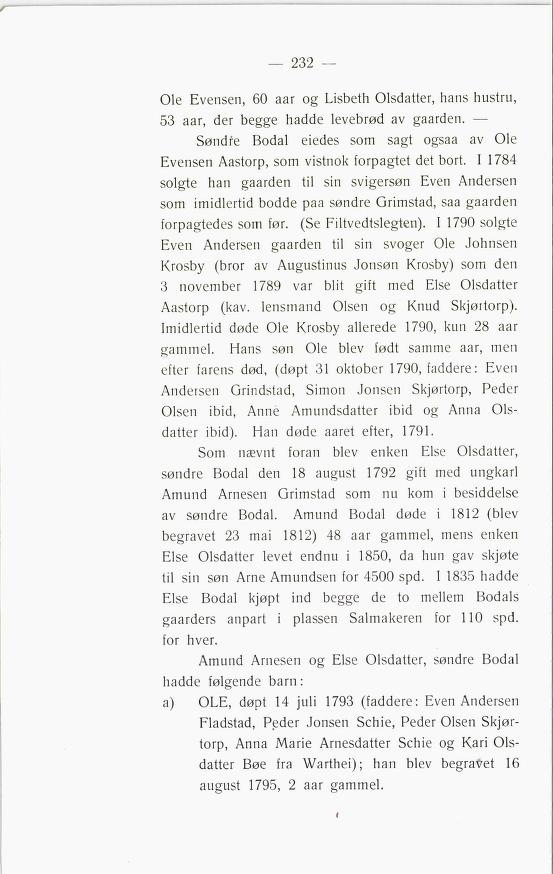 — 232 —
Ole Evensen, 60 aar og Lisbeth Olsdatter, hans hustru,
53 aar, der begge hadde levebrød av gaarden. —
Søndre Bodal eiedes som sagt ogsaa av Ole
Evensen Aastorp, som vistnok forpagtet det bort. I 1784
solgte han gaarden til sin svigersøn Even Andersen
som imidlertid bodde paa søndre Grimstad, saa gaarden
forpagtedes som før. (Se Filtvedtslegten). I 1790 solgte
Even Andersen gaarden til sin svoger Ole Johnsen
Krosby (bror av Augustinus Jonsøn Krosby) som den
3 november 1789 var blit gift med Else Olsdatter
Aastorp (kav. lensmand Olsen og Knud Skjørtorp).
Imidlertid døde Ole Krosby allerede 1790, kun 28 aar
gammel. Hans søn Ole blev født samme aar, men
efter farens død, (døpt 31 oktober 1790, faddere: Even
Andersen Grindstad, Simon Jonsen Skjørtorp, Peder
Olsen ibid, Anne Amundsdatter ibid og Anna Ols-
datter ibid). Han døde aaret efter, 1791.
Som nævnt foran blev enken Else Olsdatter,
søndre Bodal den 18 august 1792 gift med ungkarl
Amund Arnesen Grimstad som nu kom i besiddelse
av søndre Bodal. Amund Bodal døde i 1812 (blev
begravet 23 mai 1812) 48 aar gammel, mens enken
Else Olsdatter levet endnu i 1850, da hun gav skjøte
til sin søn Arne Amundsen for 4500 spd. I 1835 hadde
Else Bodal kjøpt ind begge de to mellem Bodals
gaarders anpart i plassen Salmakeren for 110 spd.
for hver.
Amund Arnesen og Else Olsdatter, søndre Bodal
hadde følgende barn:
a) OLE, døpt 14 juli 1793 (faddere: Even Andersen
Fladstad, Peder Jonsen Schie, Peder Olsen Skjør-
torp, Anna Marie Arnesdatter Schie og Kari Ols-
datter Bøe fra Warthei); han blev begravet 16
august 1795, 2 aar gammel.